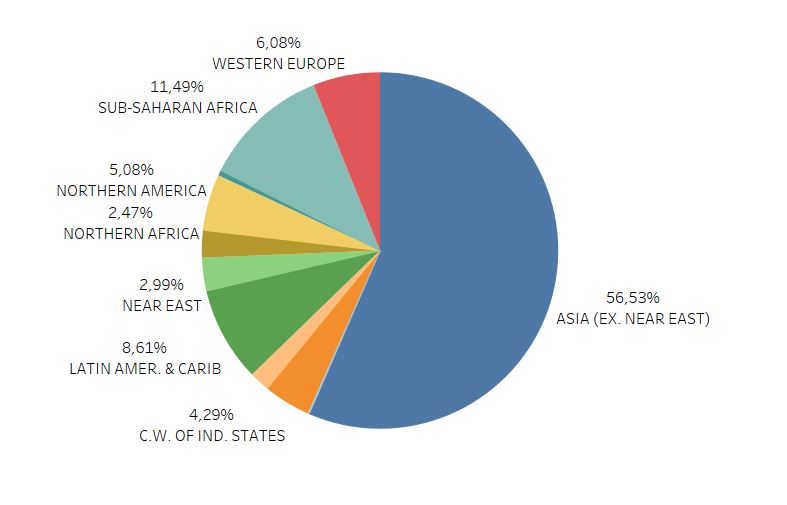 6,08%
WESTERN EUROPE
11,49%
SUB-SAHARAN AFRICA
5,08%
NORTHERN AMERICA
2,47%
NORTHERN AFRICA
2,99%
NEAR EAST
8,61%
LATIN AMER. & CARIB
4,29%
C.W. OF IND. STATES
56,53%
ASIA (EX. NEAR EAST)